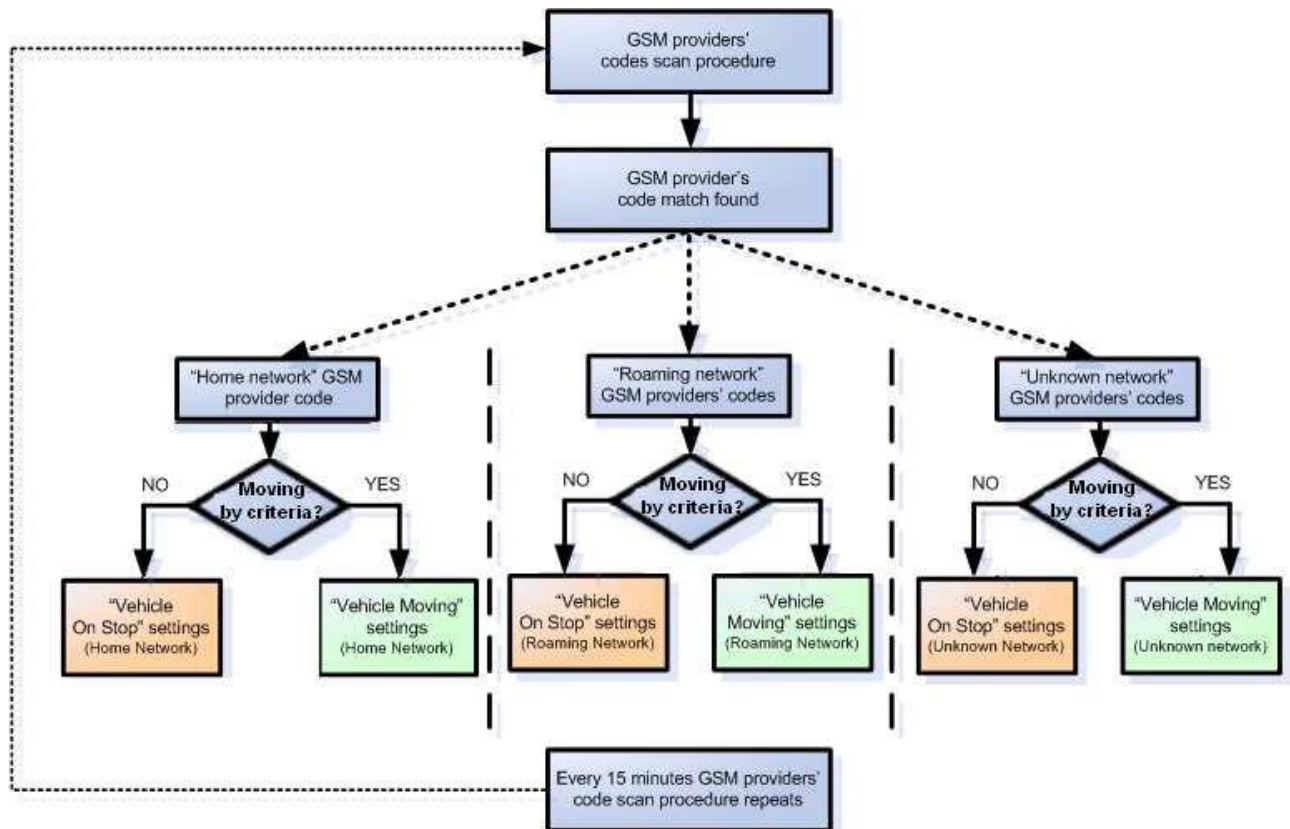 GSM providers'
codes scan procedure
GSM provider's
code match found
"Home network" GSM
provider code
"Roaming network"
GSM providers' codes
"Unknown network"
GSM providers' codes
NO
Moving
by criteria?
YES
NO
Moving
by criteria?
YES
NO
Moving
by criteria?
YES
"Vehicle
On Stop" settings
(Home Network)
"Vehicle Moving"
settings
(Home Network)
"Vehicle
On Stop" settings
(Roaming Network)
"Vehicle
Moving" settings
(Roaming Network)
"Vehicle
On Stop" settings
(Unknown Network)
"Vehicle Moving"
settings
(Unknown network)
Every 15 minutes GSM providers'
code scan procedure repeats